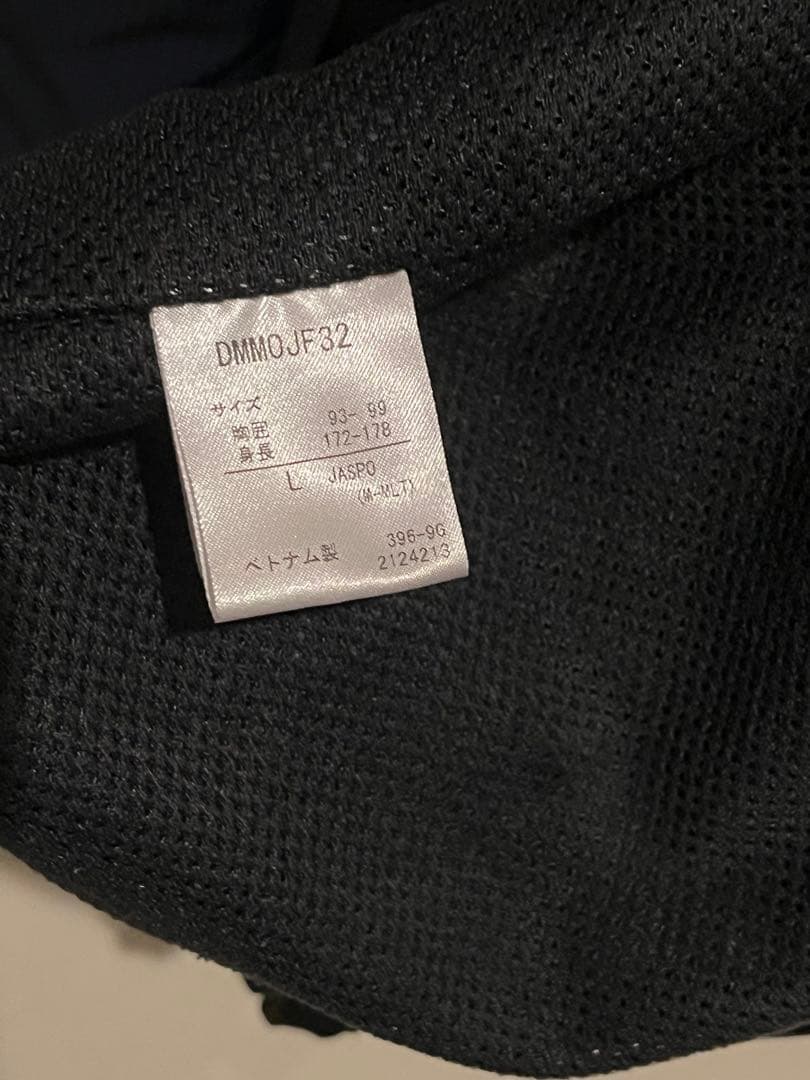 DMMOJF32
サイズ
胸囲 93- 99
身長 172-178
L JASPO
(M-MLT)
396-9G
ベトナム製 2124213